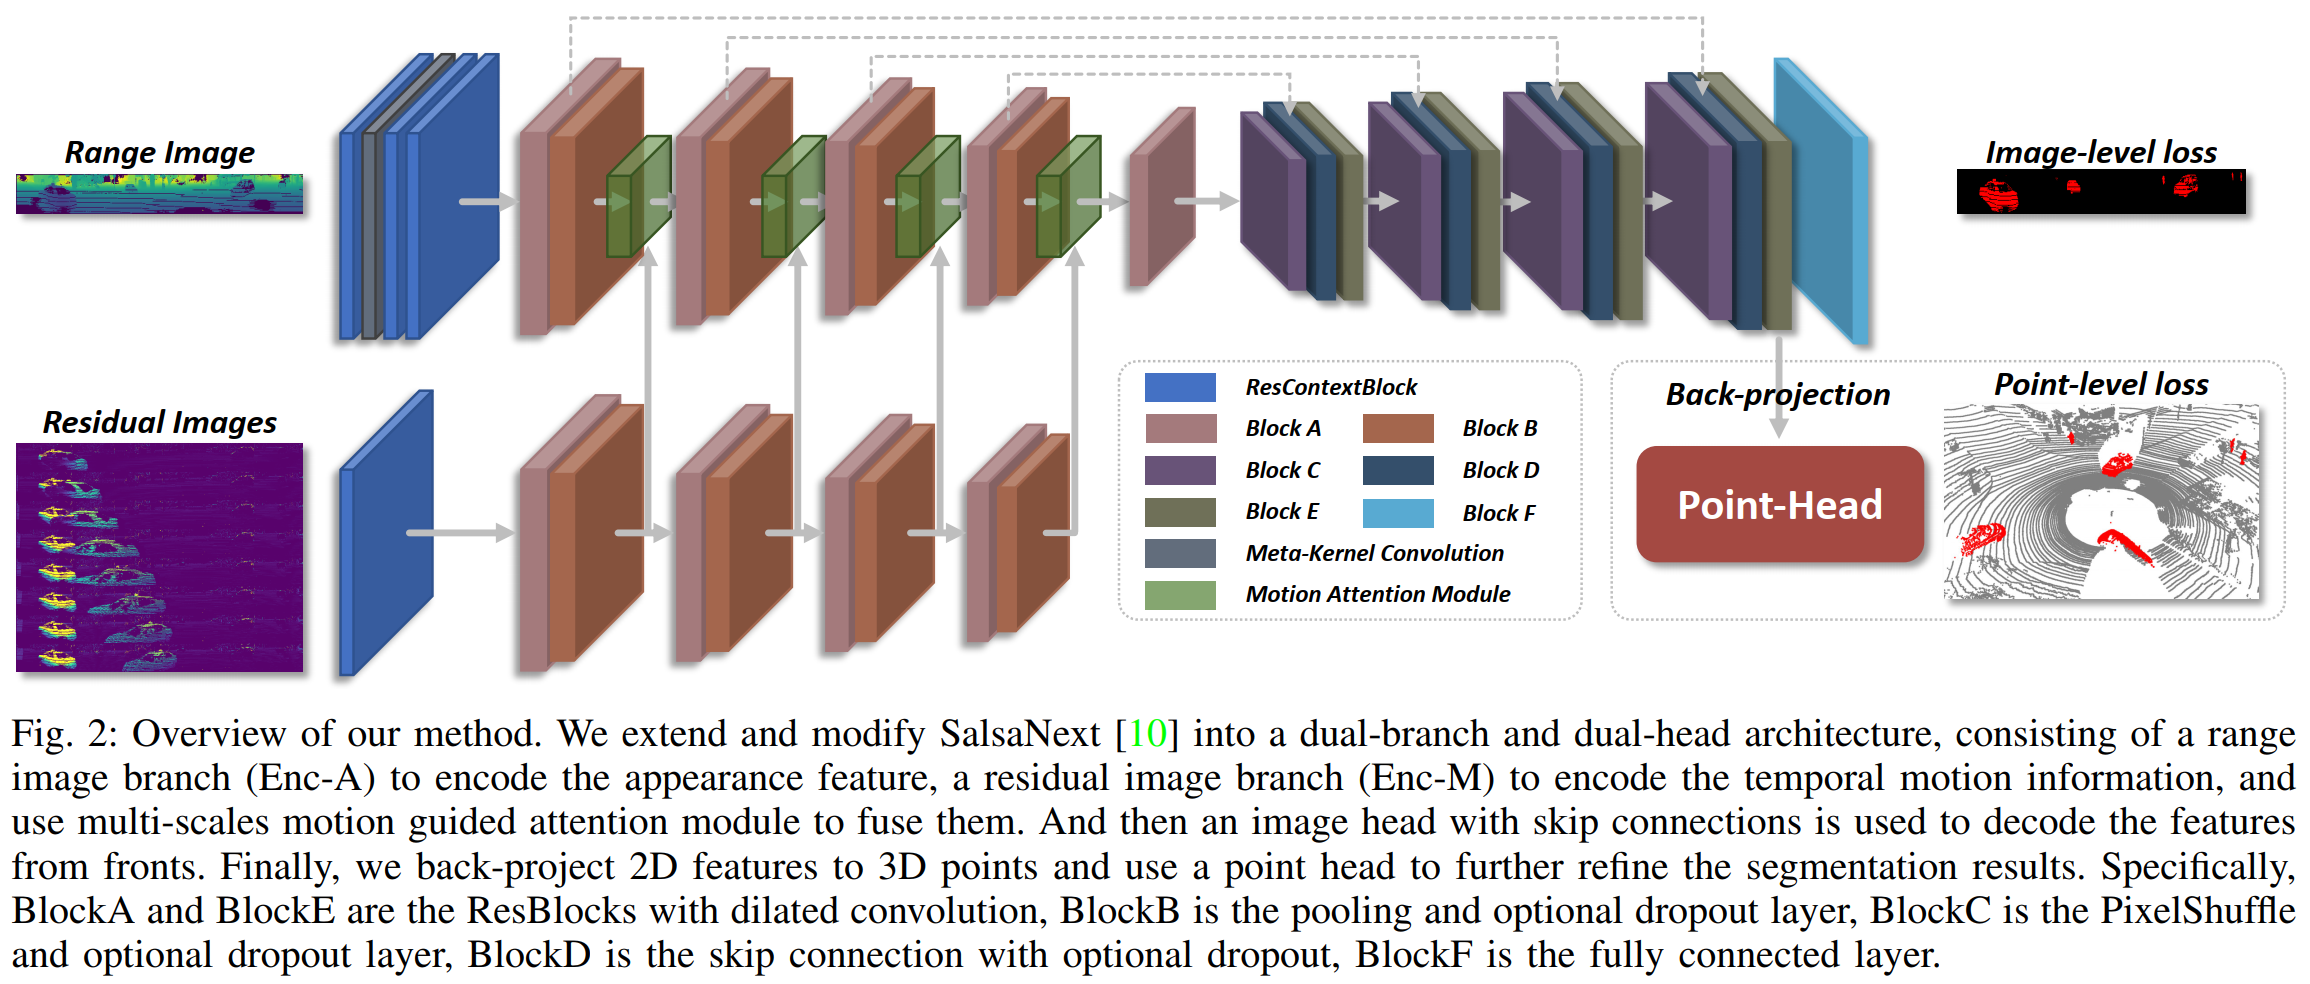 Range Image
Image-level loss
Residual Images
ResContextBlock
Block A
Block B
Block C
Block D
Block E
Block F
Meta-Kernel Convolution
Motion Attention Module
Back-projection
Point-level loss
Point-Head
Fig. 2: Overview of our method. We extend and modify SalsaNext [10] into a dual-branch and dual-head architecture, consisting of a range
image branch (Enc-A) to encode the appearance feature, a residual image branch (Enc-M) to encode the temporal motion information, and
use multi-scales motion guided attention module to fuse them. And then an image head with skip connections is used to decode the features
from fronts. Finally, we back-project 2D features to 3D points and use a point head to further refine the segmentation results. Specifically,
BlockA and BlockE are the ResBlocks with dilated convolution, BlockB is the pooling and optional dropout layer, BlockC is the PixelShuffle
and optional dropout layer, BlockD is the skip connection with optional dropout, BlockF is the fully connected layer.